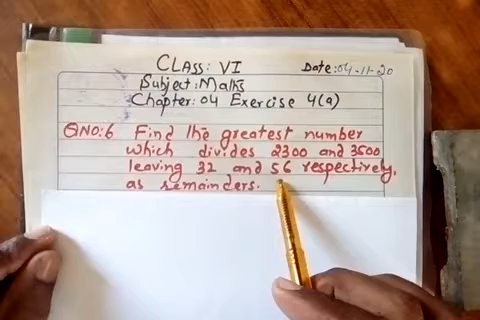 CLASS: VI
Date: 04-11-20
Subject: Maths
Chapter: 04 Exercise 4(a)
QNO:6 Find the greatest number
which divides 2300 and 3500
leaving 32 and 56 respectively,
as remainders.